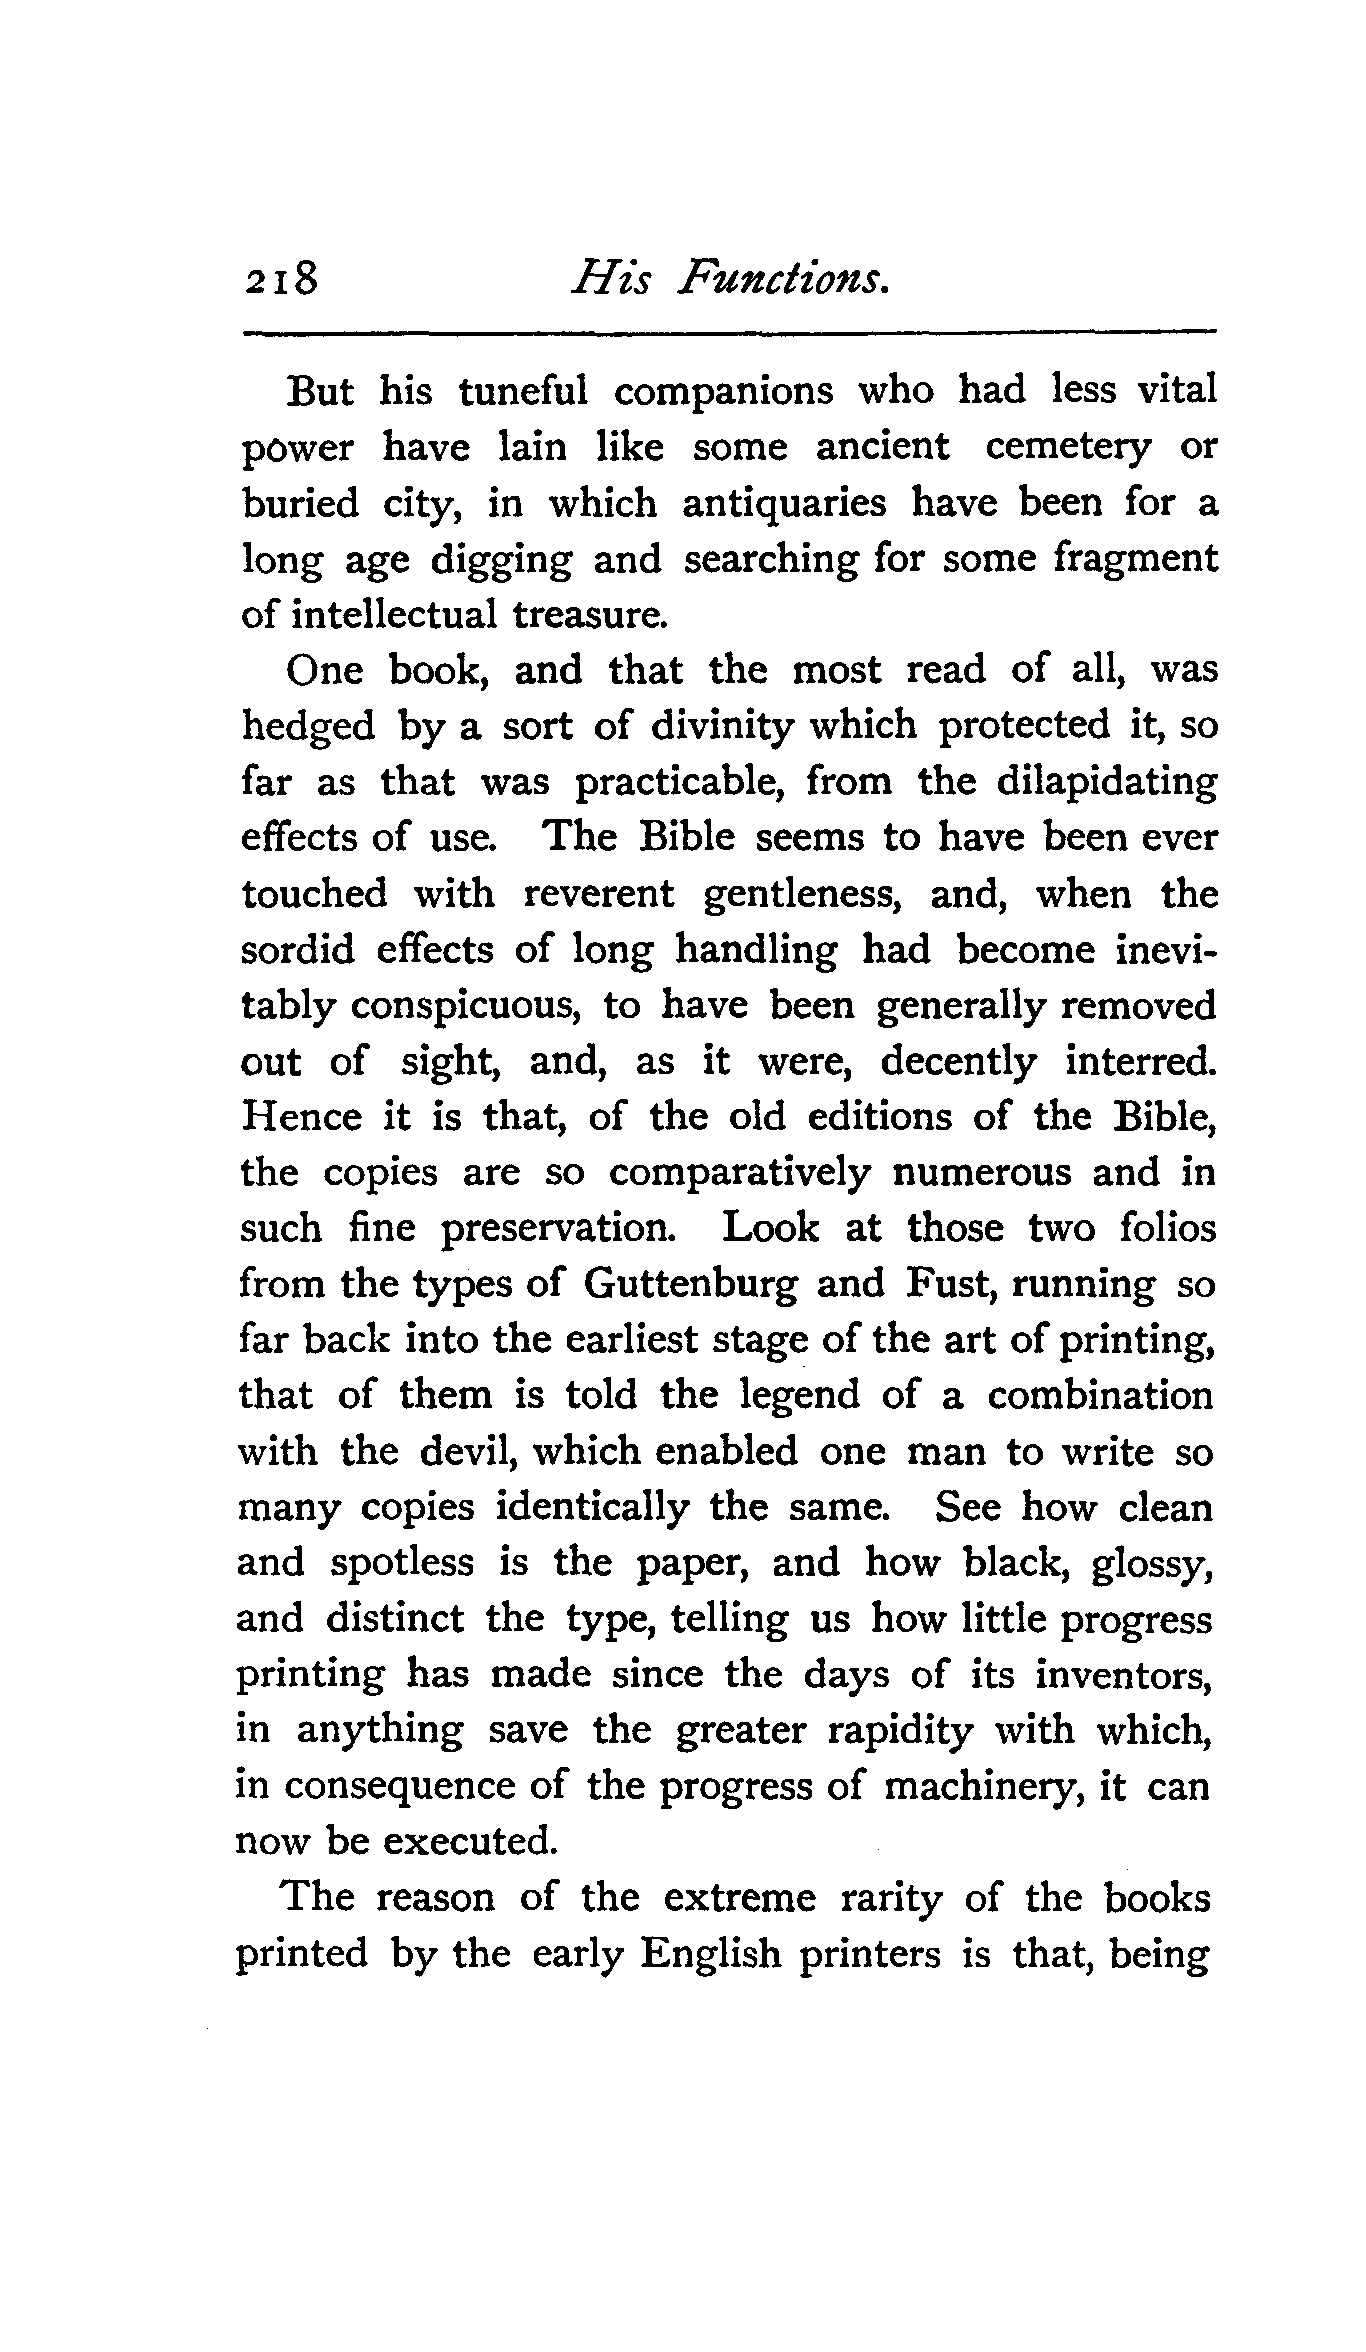 218 His Functions.
But his tuneful companions who had less vital
power have lain like some ancient cemetery or
buried city, in which antiquaries have been for a
long age digging and searching for some fragment
of intellectual treasure.
One book, and that the most read of all, was
hedged by a sort of divinity which protected it, so
far as that was practicable, from the dilapidating
effects of use. The Bible seems to have been ever
touched with reverent gentleness, and, when the
sordid effects of long handling had become inevi-
tably conspicuous, to have been generally removed
out of sight, and, as it were, decently interred.
Hence it is that, of the old editions of the Bible,
the copies are so comparatively numerous and in
such fine preservation. Look at those two folios
from the types of Guttenburg and Fust, running so
far back into the earliest stage of the art of printing,
that of them is told the legend of a combination
with the devil, which enabled one man to write so
many copies identically the same. See how clean
and spotless is the paper, and how black, glossy,
and distinct the type, telling us how little progress
printing has made since the days of its inventors,
in anything save the greater rapidity with which,
in consequence of the progress of machinery, it can
now be executed.
The reason of the extreme rarity of the books
printed by the early English printers is that, being